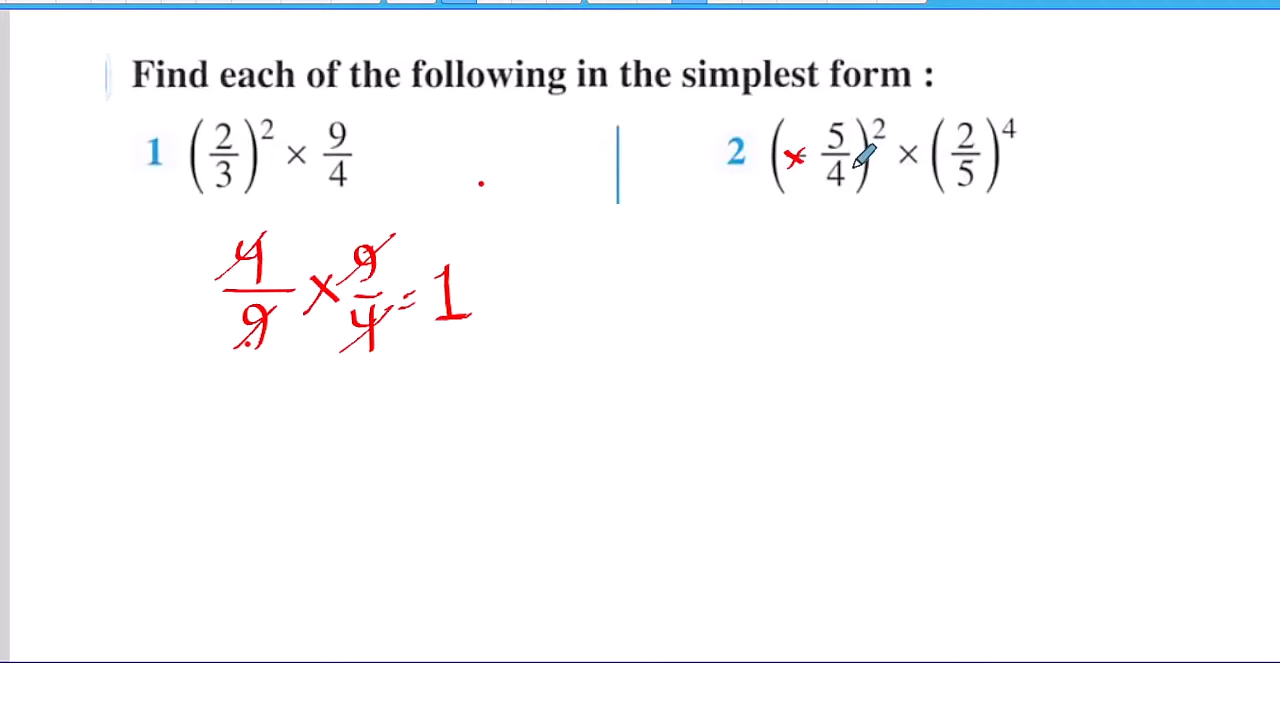 Find each of the following in the simplest form :
1 (2/3)² × 9/4
2 (- 5/4)² × (2/5)⁴
4/9 × 9/4 = 1